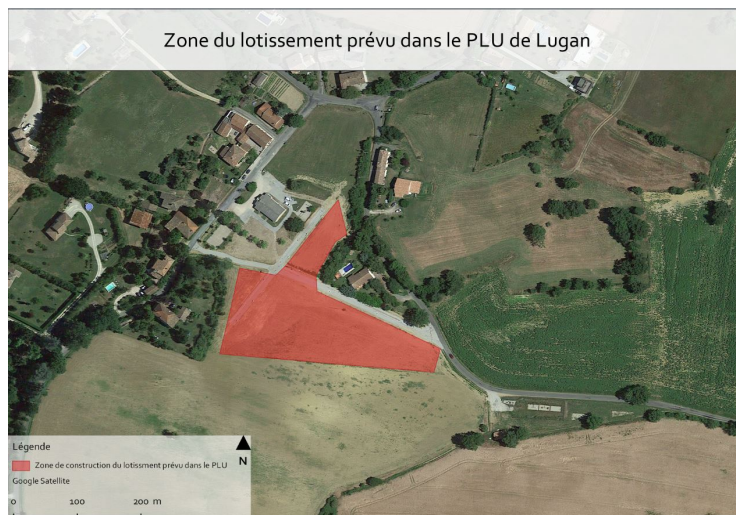 Zone du lotissement prévu dans le PLU de Lugan
Légende
Zone de construction du lotissment prévu dans le PLU
N
Google Satellite
0 100 200 m